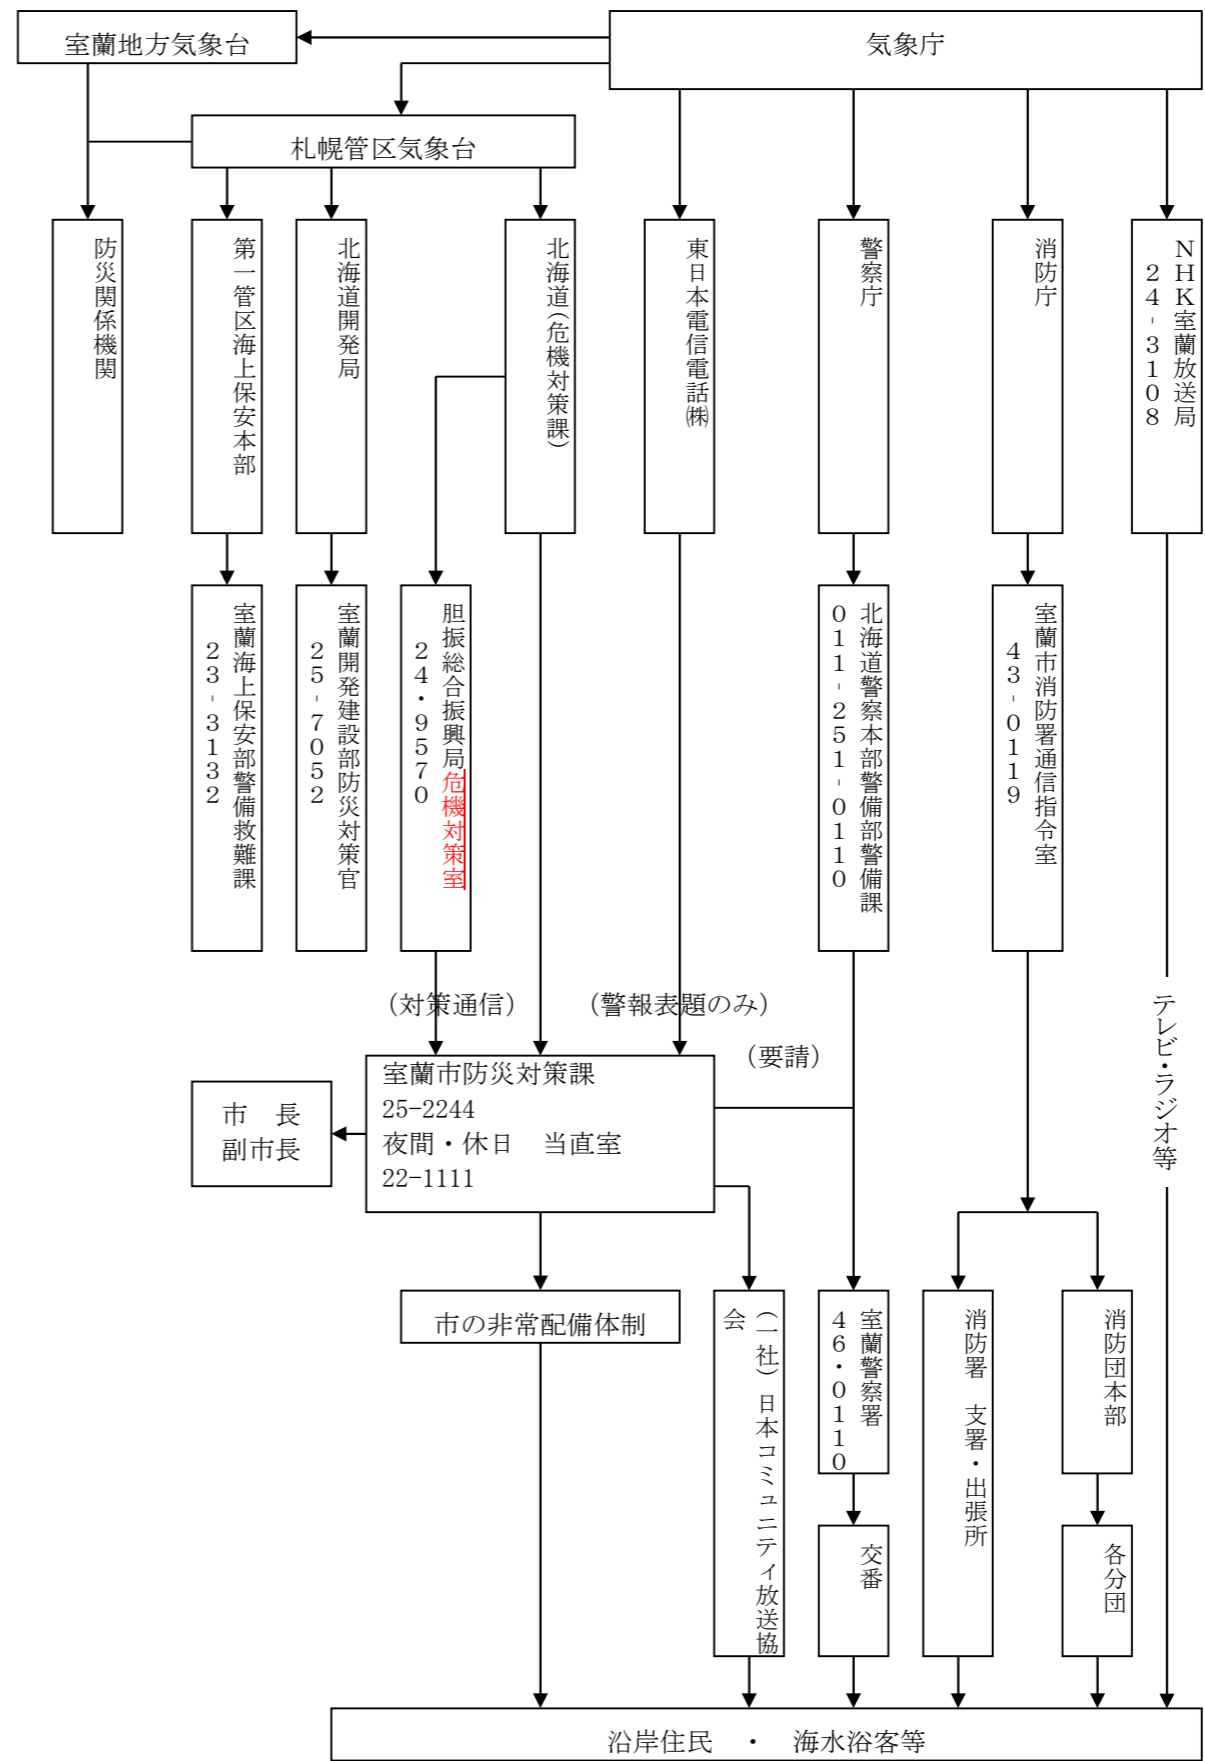 室蘭地方気象台
気象庁
札幌管区気象台
防災関係機関
第一管区海上保安本部
北海道開発局
北海道(危機対策課)
東日本電信電話㈱
警察庁
消防庁
NHK室蘭放送局
24-3108
室蘭海上保安部警備救難課
23-3132
室蘭開発建設部防災対策官
25-7052
胆振総合振興局危機対策室
24・9570
北海道警察本部警備部警備課
011-251-0110
室蘭市消防署通信指令室
43-0119
(対策通信)
(警報表題のみ)
(要請)
テレビ・ラジオ等
室蘭市防災対策課
25-2244
夜間・休日 当直室
22-1111
市 長
副市長
市の非常配備体制
(一社)日本コミュニティ放送協
会
室蘭警察署
46・0110
消防署 支署・出張所
消防団本部
交番
各分団
沿岸住民 ・ 海水浴客等